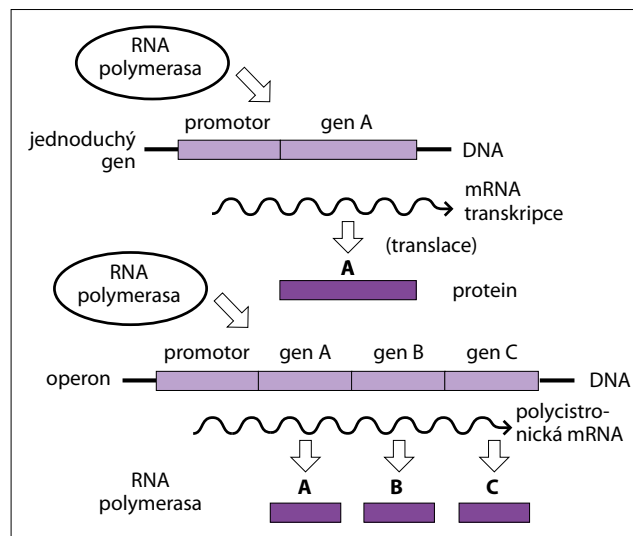 RNA
polymerasa
promotor gen A
jednoduchý
gen
DNA
mRNA
transkripce
(translace)
A
protein
RNA
polymerasa
promotor gen A gen B gen C
operon
DNA
polycistro-
nická mRNA
RNA
polymerasa
A B C